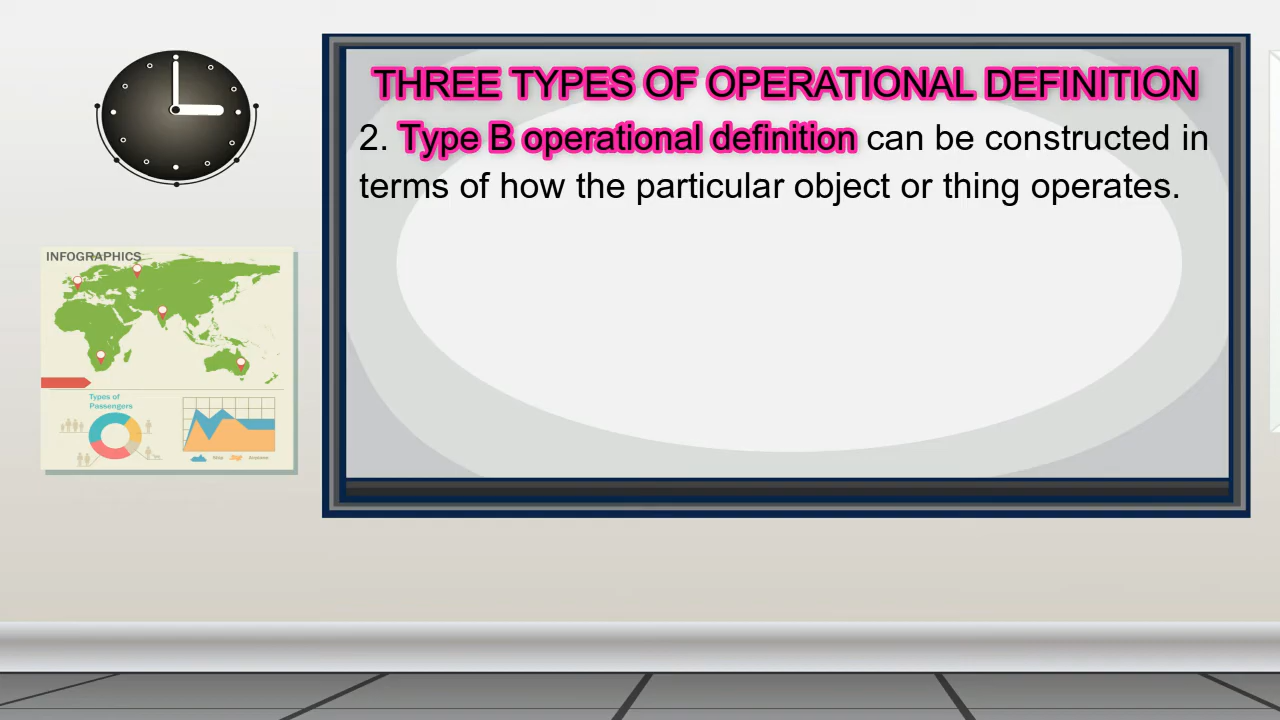 THREE TYPES OF OPERATIONAL DEFINITION
2. Type B operational definition can be constructed in
terms of how the particular object or thing operates.
INFOGRAPHICS
Types of
Passengers